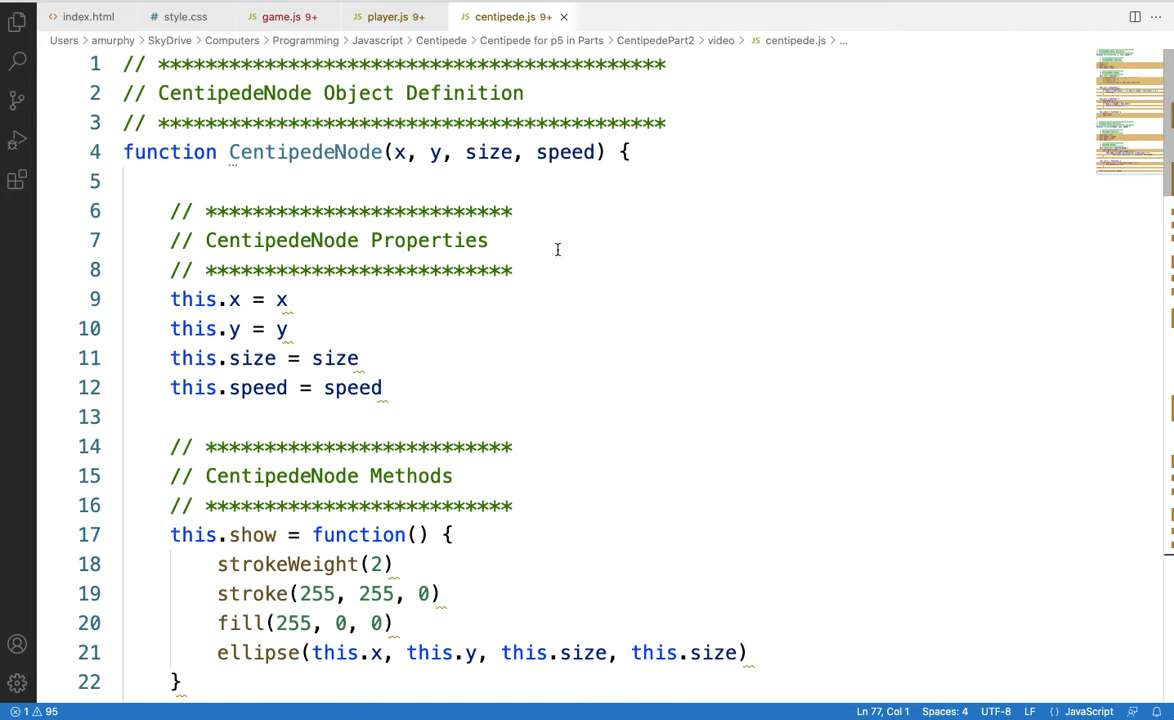 index.html style.css game.js 9+ player.js 9+ centipede.js 9+
Users > amurphy > SkyDrive > Computers > Programming > Javascript > Centipede > Centipede for p5 in Parts > CentipedePart2 > video > centipede.js > ...
1 // *******************************************
2 // CentipedeNode Object Definition
3 // *******************************************
4 function CentipedeNode(x, y, size, speed) {
5
6 // **************************
7 // CentipedeNode Properties
8 // **************************
9 this.x = x
10 this.y = y
11 this.size = size
12 this.speed = speed
13
14 // **************************
15 // CentipedeNode Methods
16 // **************************
17 this.show = function() {
18 strokeWeight(2)
19 stroke(255, 255, 0)
20 fill(255, 0, 0)
21 ellipse(this.x, this.y, this.size, this.size)
22 }
1 95 Ln 77, Col 1 Spaces: 4 UTF-8 LF {} JavaScript